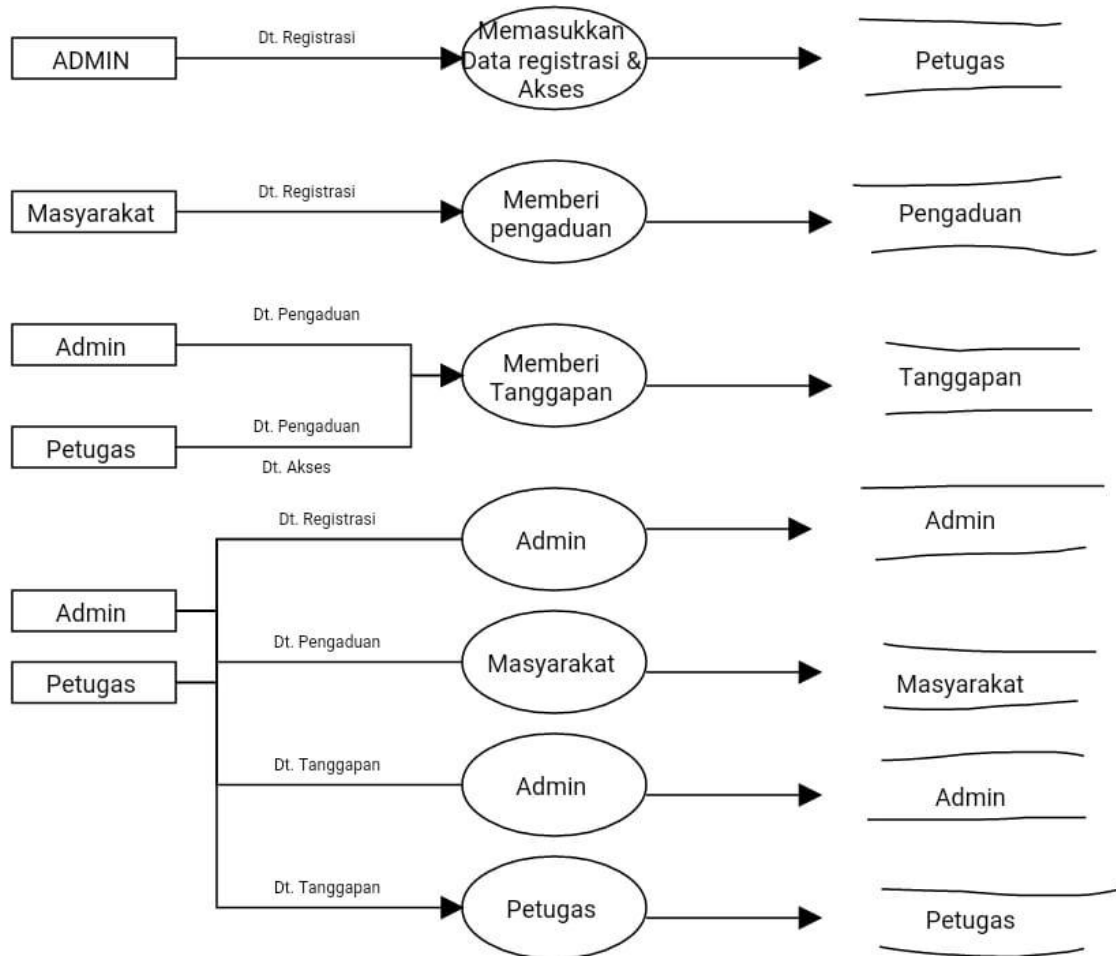 Dt. Registrasi
ADMIN
Memasukkan
Data registrasi &
Akses
Petugas
Dt. Registrasi
Masyarakat
Memberi
pengaduan
Pengaduan
Dt. Pengaduan
Admin
Memberi
Tanggapan
Tanggapan
Dt. Pengaduan
Petugas
Dt. Akses
Dt. Registrasi
Admin
Admin
Admin
Dt. Pengaduan
Petugas
Masyarakat
Masyarakat
Dt. Tanggapan
Admin
Admin
Dt. Tanggapan
Petugas
Petugas